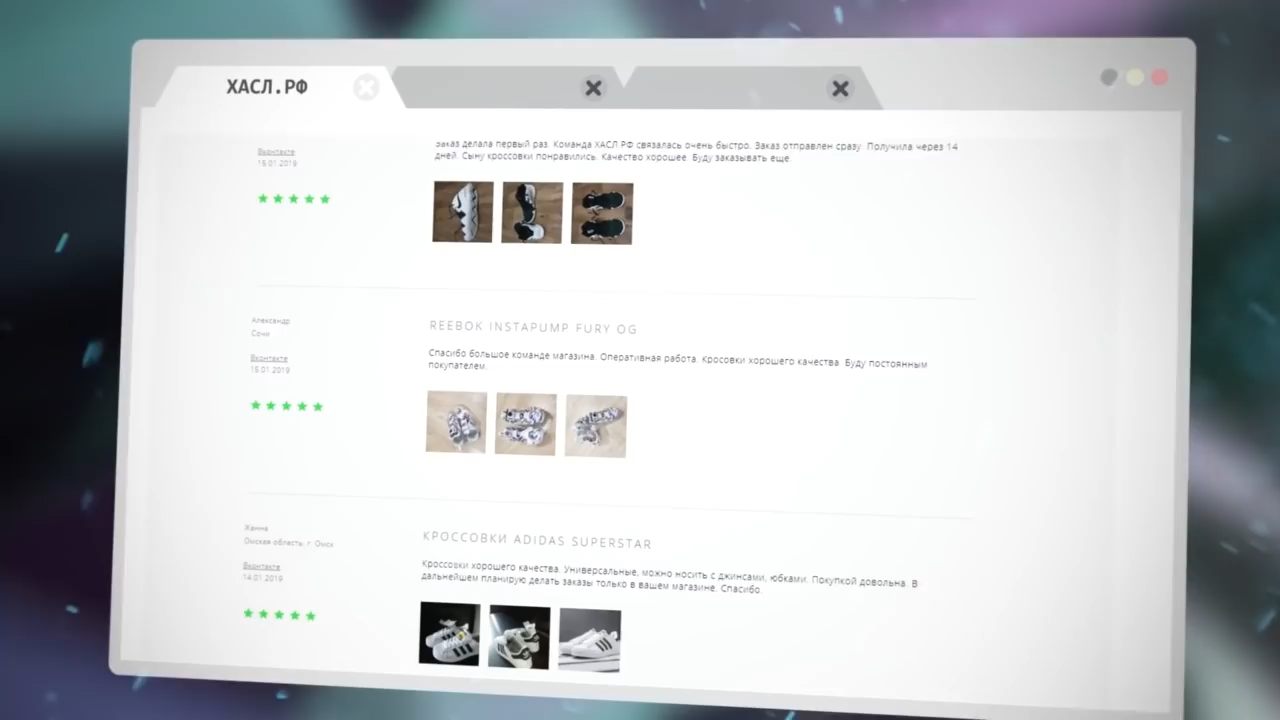 ХАСЛ.РФ
Заказ делала первый раз. Команда ХАСЛ РФ связалась очень быстро. Заказ отправлен сразу. Получила через 14
дней. Сыну кроссовки понравились. Качество хорошее. Буду заказывать еще.
Вконтакте
15.01.2019
Александр
Сочи
Вконтакте
15.01.2019
REEBOK INSTAPUMP FURY OG
Спасибо большое команде магазина. Оперативная работа. Кросовки хорошего качества. Буду постоянным
покупателем.
Жанна
Омская область, г. Омск
Вконтакте
14.01.2019
КРОССОВКИ ADIDAS SUPERSTAR
Кроссовки хорошего качества. Универсальные, можно носить с джинсами, юбками. Покупкой довольна. В
дальнейшем планирую делать заказы только в вашем магазине. Спасибо.